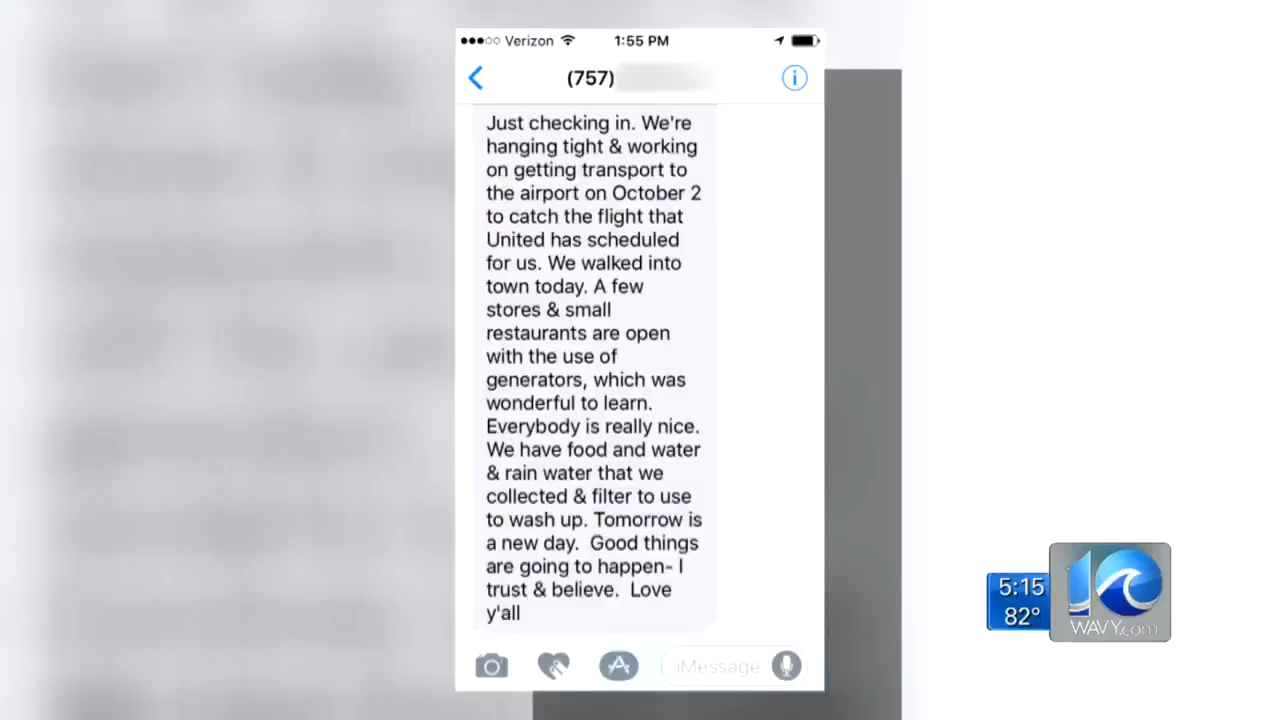 Verizon 1:55 PM
(757)
Just checking in. We're
hanging tight & working
on getting transport to
the airport on October 2
to catch the flight that
United has scheduled
for us. We walked into
town today. A few
stores & small
restaurants are open
with the use of
generators, which was
wonderful to learn.
Everybody is really nice.
We have food and water
& rain water that we
collected & filter to use
to wash up. Tomorrow is
a new day.  Good things
are going to happen- I
trust & believe.  Love
y'all
iMessage
5:15
82°
10
WAVY.com